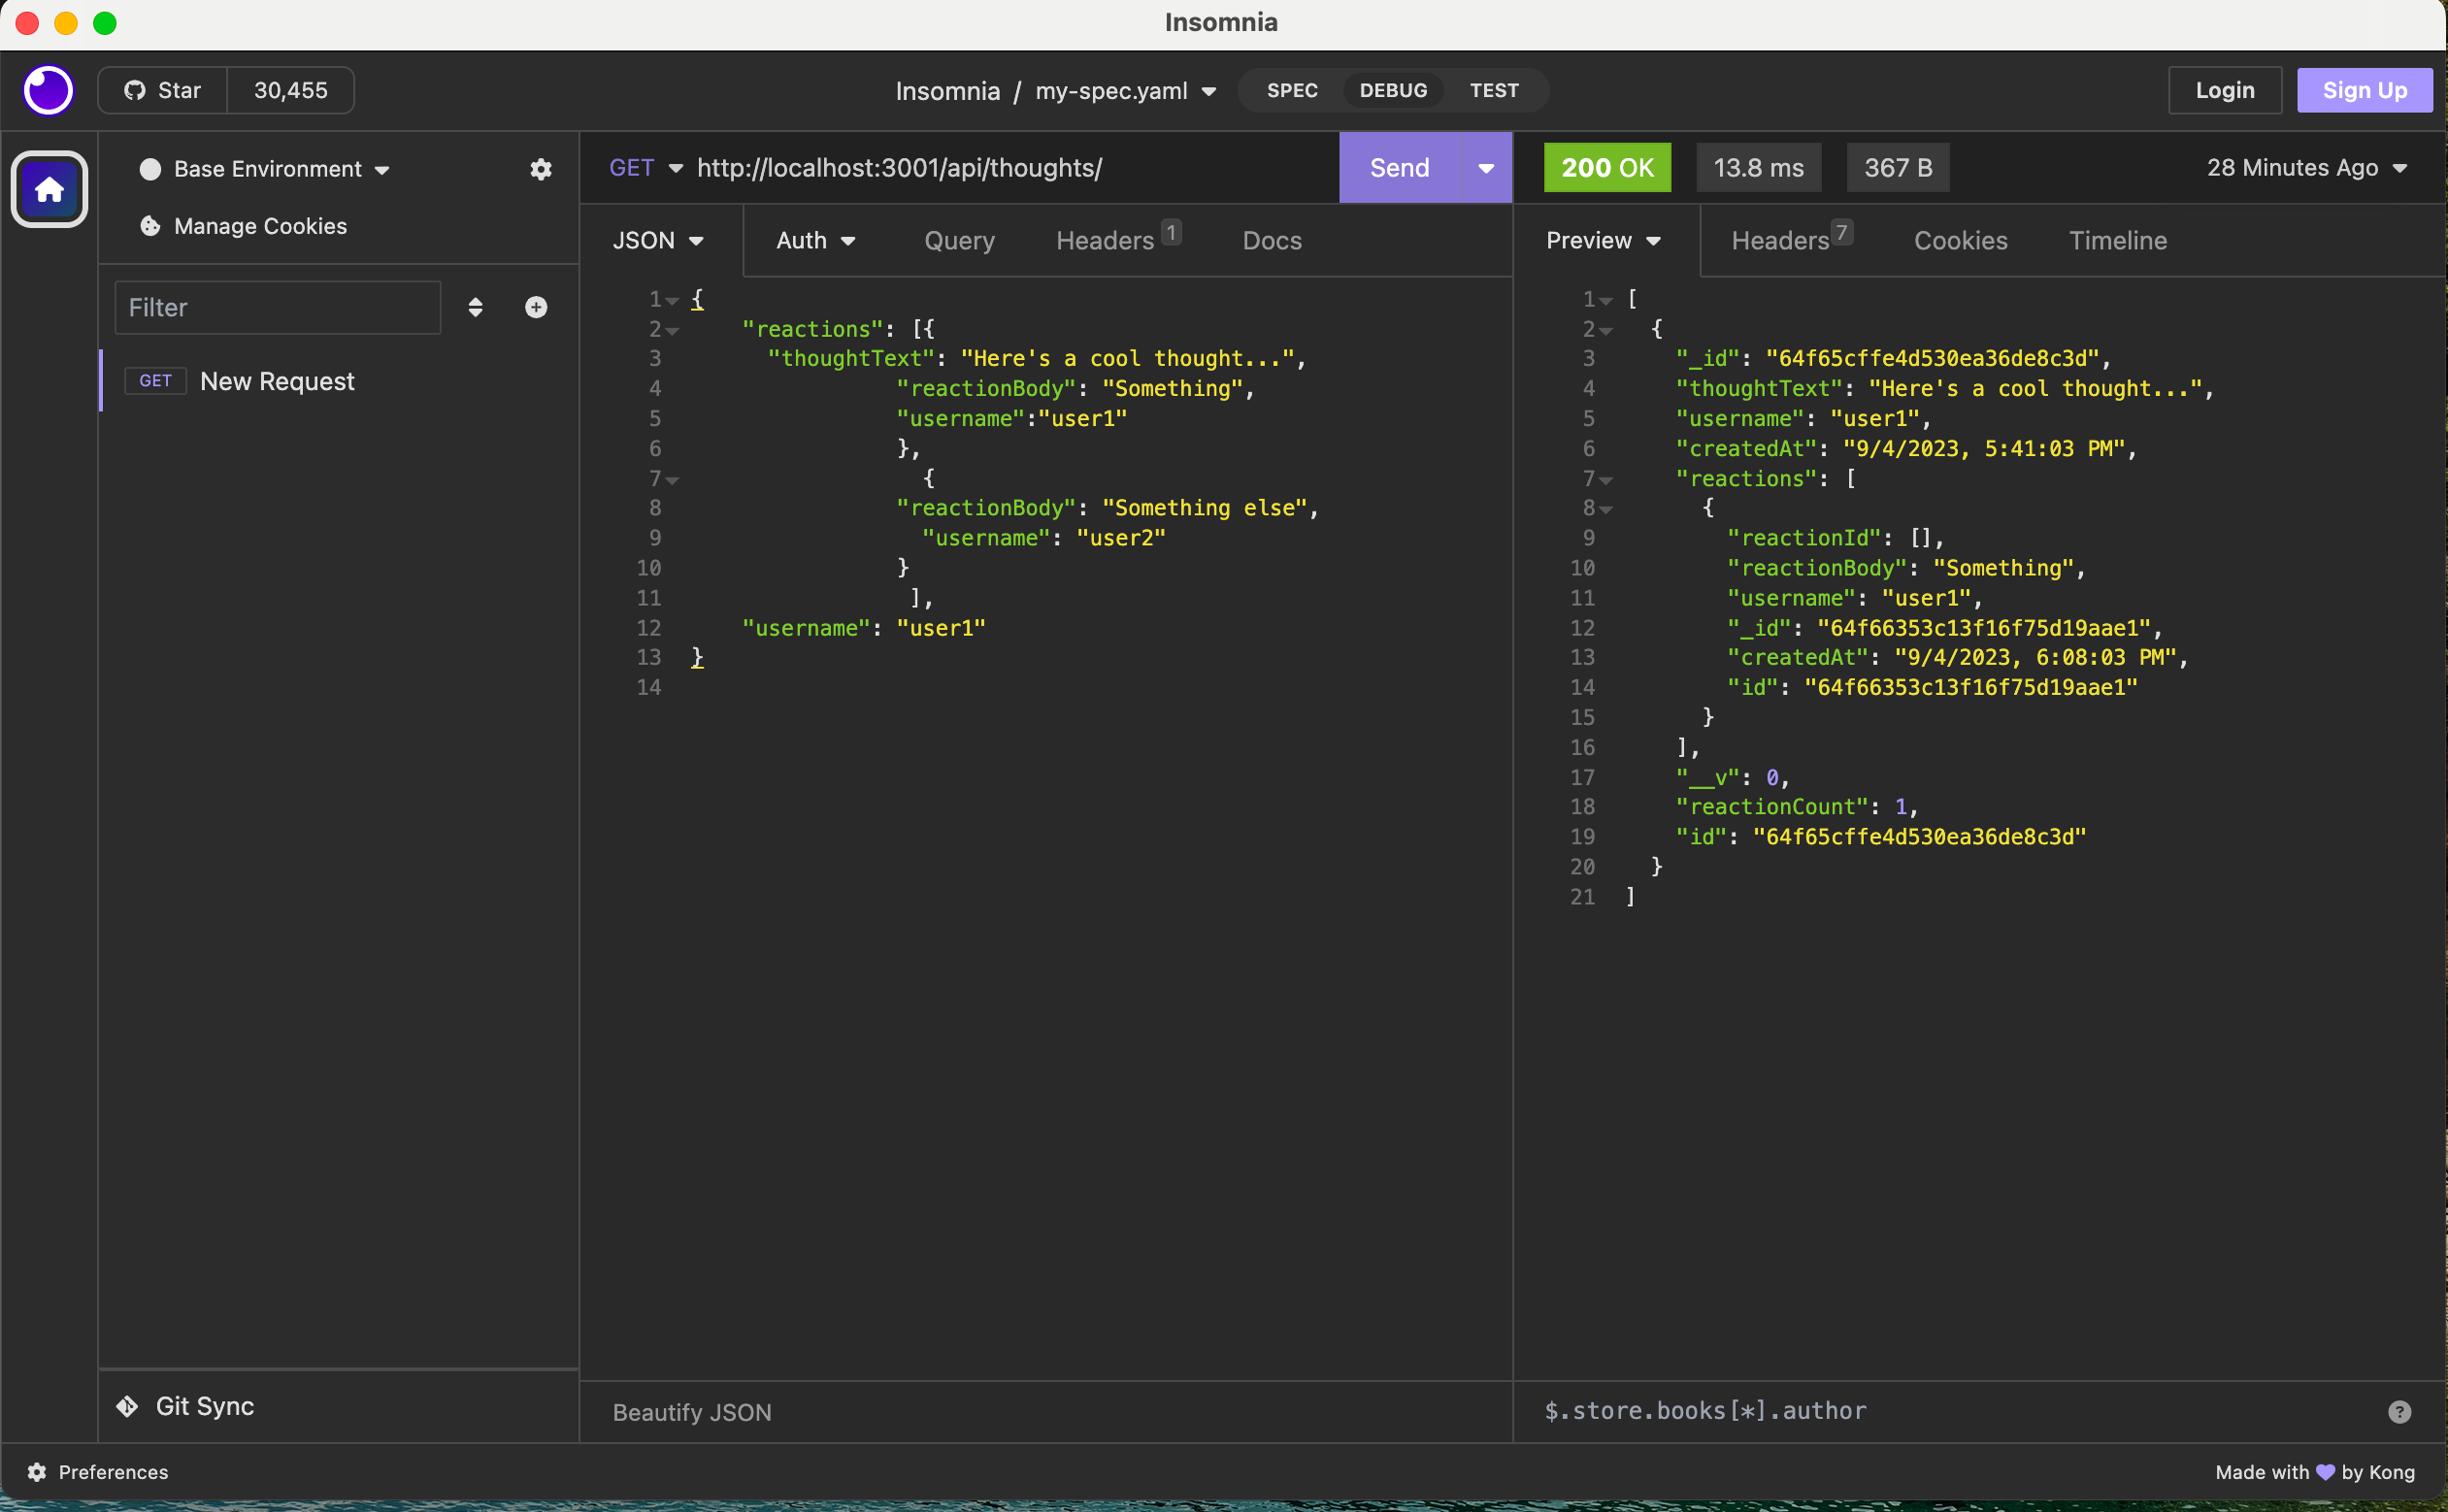 Insomnia
Star 30,455
Insomnia / my-spec.yaml
SPEC DEBUG TEST
Login Sign Up
Base Environment
Manage Cookies
Filter
GET New Request
Git Sync
GET http://localhost:3001/api/thoughts/ Send
JSON Auth Query Headers 1 Docs
1 {
2 "reactions": [{
3 "thoughtText": "Here's a cool thought...",
4 "reactionBody": "Something",
5 "username":"user1"
6 },
7 {
8 "reactionBody": "Something else",
9 "username": "user2"
10 }
11 ],
12 "username": "user1"
13 }
14
Beautify JSON
200 OK 13.8 ms 367 B 28 Minutes Ago
Preview Headers 7 Cookies Timeline
1 [
2 {
3 "_id": "64f65cffe4d530ea36de8c3d",
4 "thoughtText": "Here's a cool thought...",
5 "username": "user1",
6 "createdAt": "9/4/2023, 5:41:03 PM",
7 "reactions": [
8 {
9 "reactionId": [],
10 "reactionBody": "Something",
11 "username": "user1",
12 "_id": "64f66353c13f16f75d19aae1",
13 "createdAt": "9/4/2023, 6:08:03 PM",
14 "id": "64f66353c13f16f75d19aae1"
15 }
16 ],
17 "__v": 0,
18 "reactionCount": 1,
19 "id": "64f65cffe4d530ea36de8c3d"
20 }
21 ]
$.store.books[*].author
?
Preferences
Made with 💜 by Kong